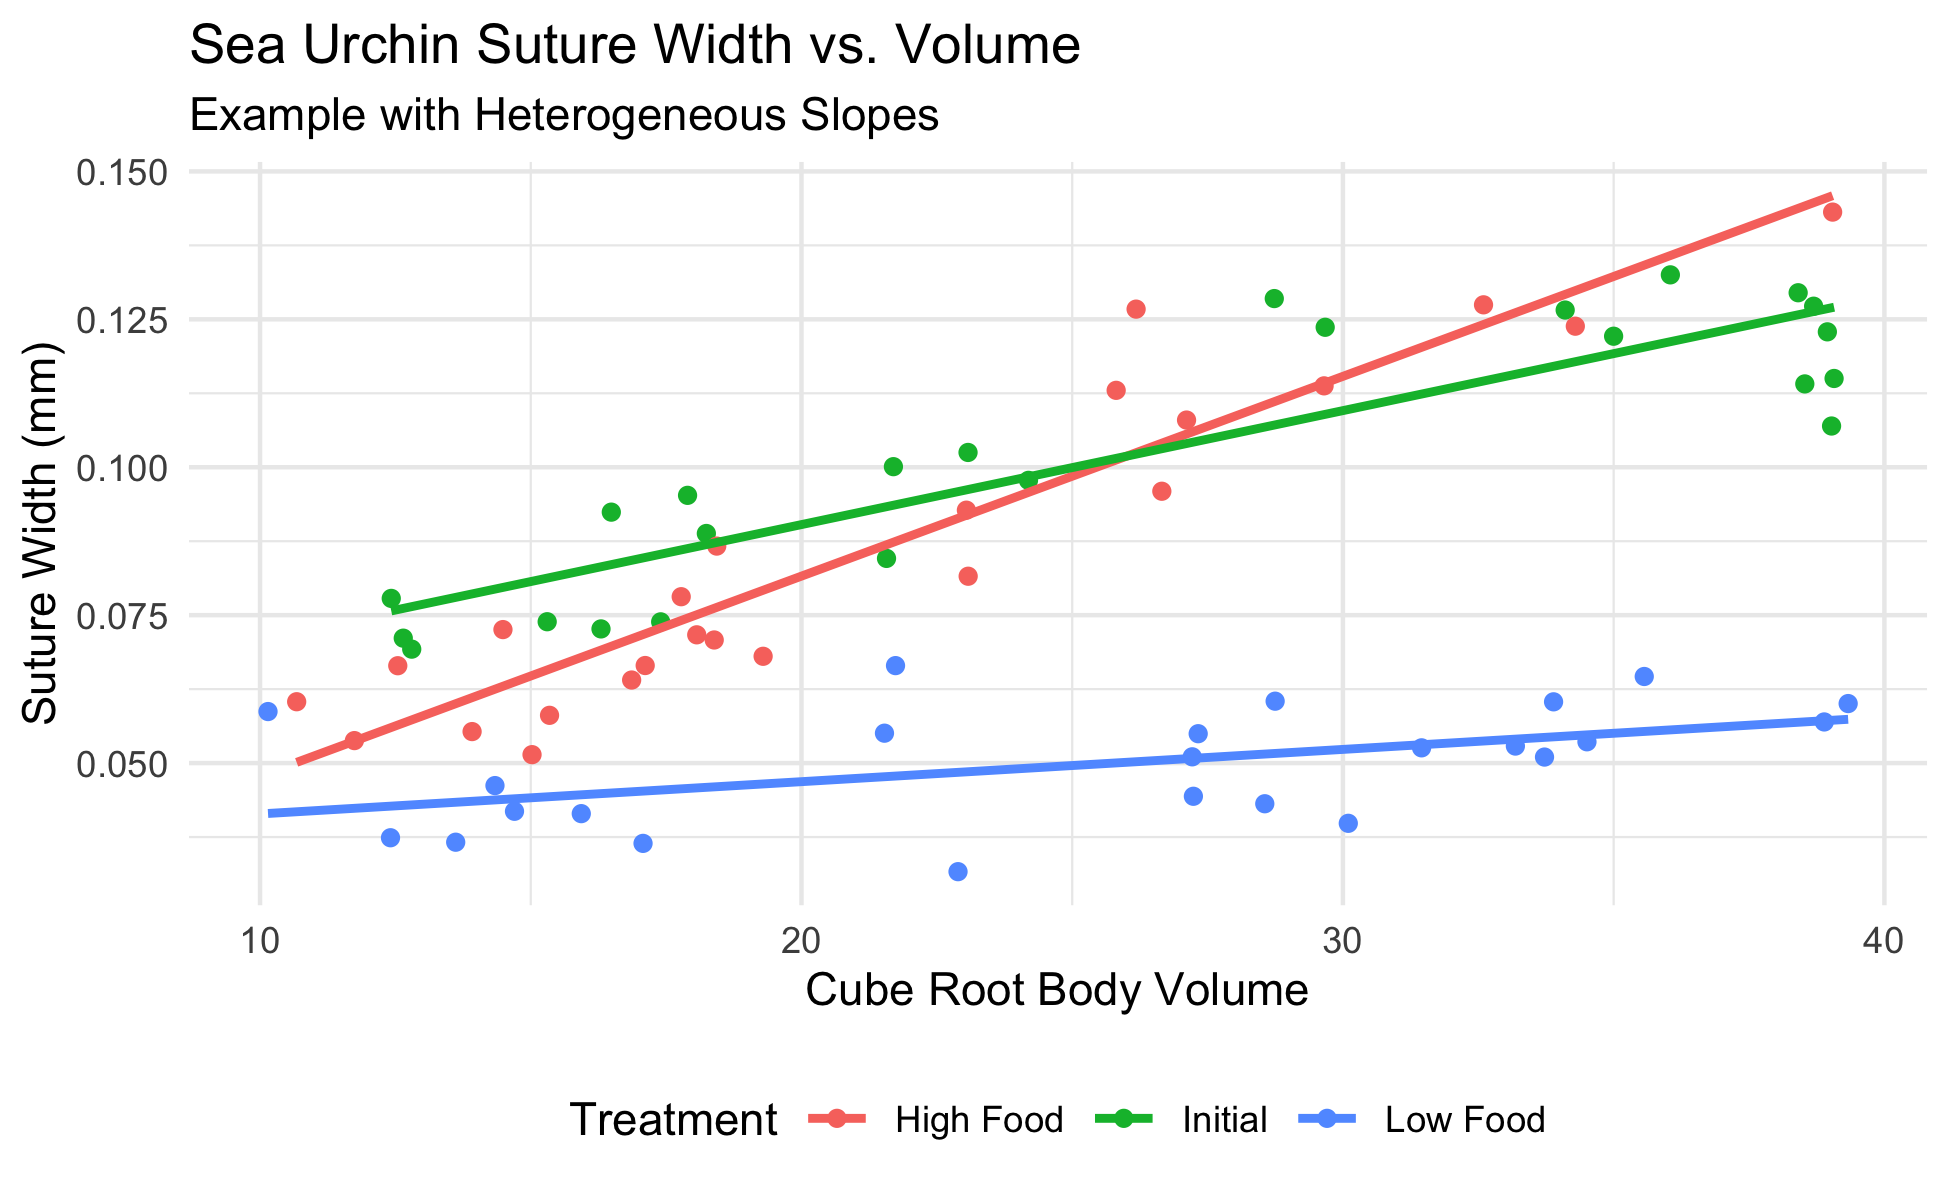 Sea Urchin Suture Width vs. Volume
Example with Heterogeneous Slopes
0.150
0.125
0.100
0.075
0.050
Suture Width (mm)
10 20 30 40
Cube Root Body Volume
Treatment High Food Initial Low Food